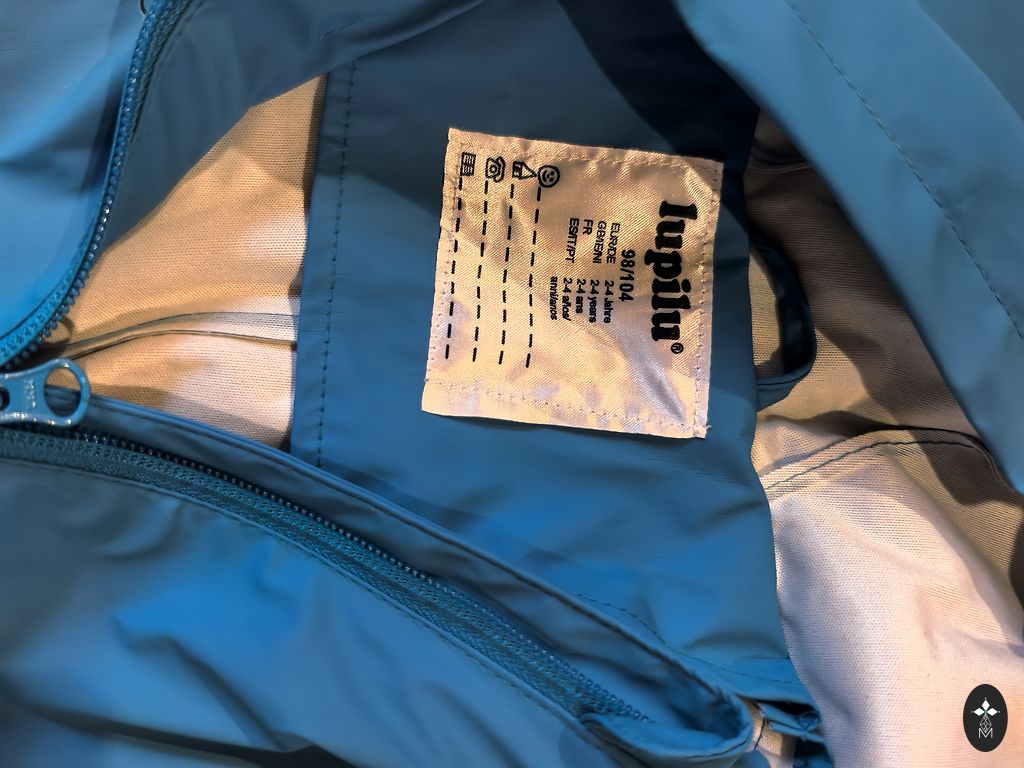 lupilu®
98/104
EUR/DE 2-4 Jahre
GB/IE/NI 2-4 years
FR 2-4 ans
ES/IT/PT 2-4 años/
anni/anos
M